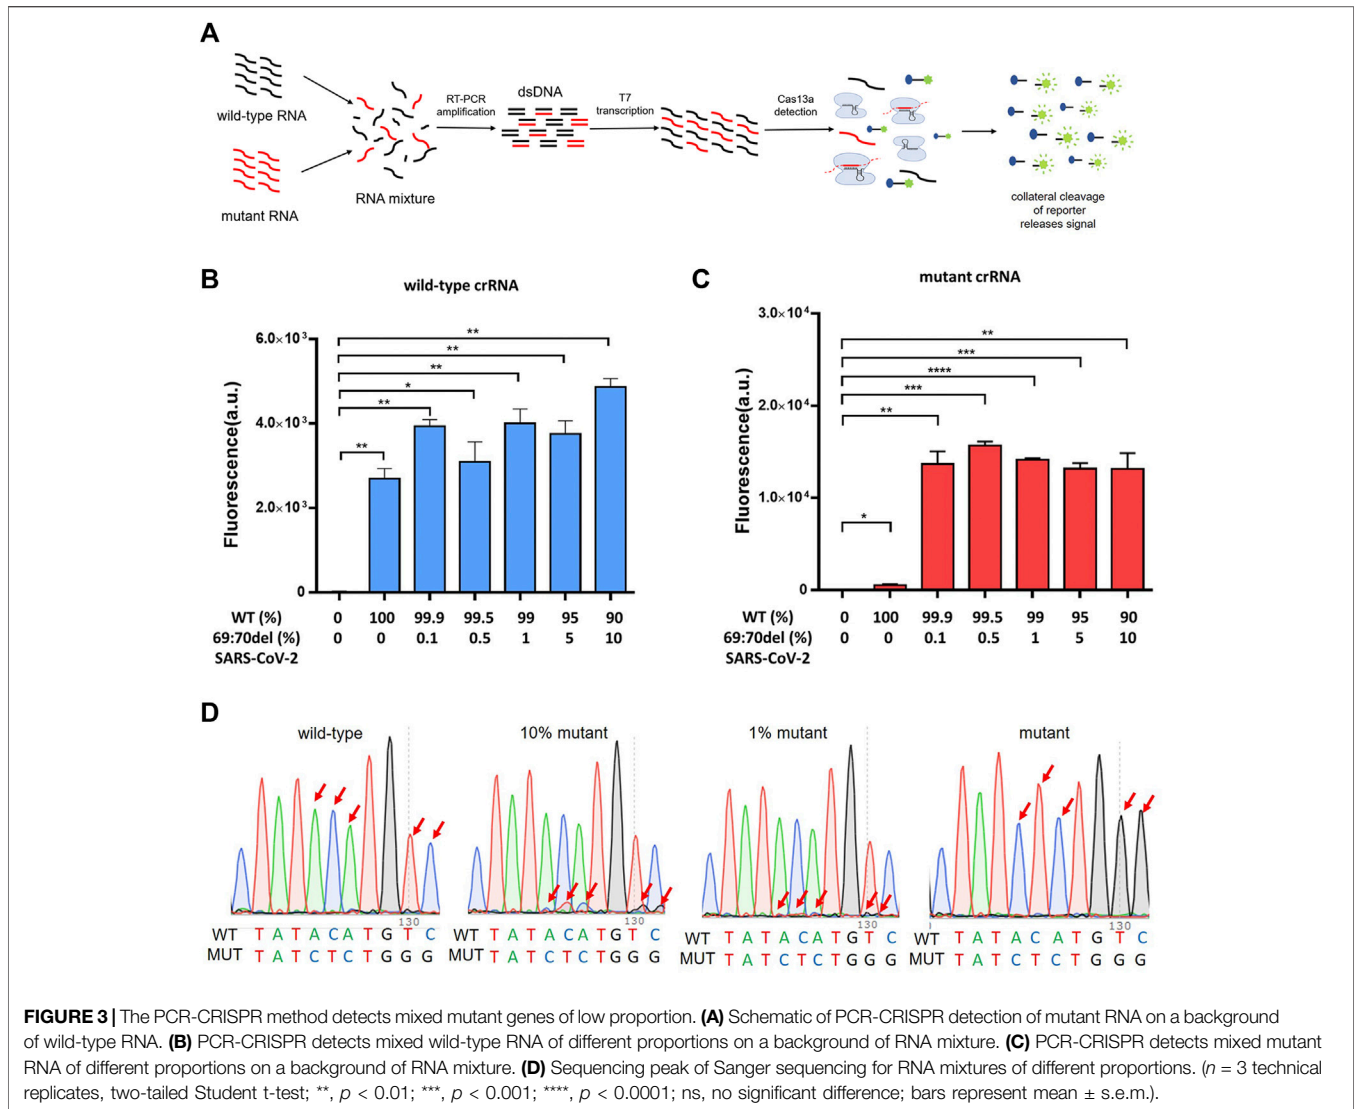 A
wild-type RNA
mutant RNA
RNA mixture
RT-PCR
amplification
dsDNA
T7
transcription
Cas13a
detection
collateral cleavage
of reporter
releases signal
B
wild-type crRNA
Fluorescence(a.u.)
6.0×10³
4.0×10³
2.0×10³
0
**
**
*
**
**
**
WT (%) 0 100 99.9 99.5 99 95 90
69:70del (%) 0 0 0.1 0.5 1 5 10
SARS-CoV-2
C
mutant crRNA
Fluorescence(a.u.)
3.0×10⁴
2.0×10⁴
1.0×10⁴
0
*
**
***
****
***
**
WT (%) 0 100 99.9 99.5 99 95 90
69:70del (%) 0 0 0.1 0.5 1 5 10
SARS-CoV-2
D
wild-type
130
WT T A T A C A T G T C
MUT T A T C T C T G G G
10% mutant
130
WT T A T A C A T G T C
MUT T A T C T C T G G G
1% mutant
130
WT T A T A C A T G T C
MUT T A T C T C T G G G
mutant
130
WT T A T A C A T G T C
MUT T A T C T C T G G G
FIGURE 3 | The PCR-CRISPR method detects mixed mutant genes of low proportion. (A) Schematic of PCR-CRISPR detection of mutant RNA on a background
of wild-type RNA. (B) PCR-CRISPR detects mixed wild-type RNA of different proportions on a background of RNA mixture. (C) PCR-CRISPR detects mixed mutant
RNA of different proportions on a background of RNA mixture. (D) Sequencing peak of Sanger sequencing for RNA mixtures of different proportions. (n = 3 technical
replicates, two-tailed Student t-test; **, p < 0.01; ***, p < 0.001; ****, p < 0.0001; ns, no significant difference; bars represent mean ± s.e.m.).